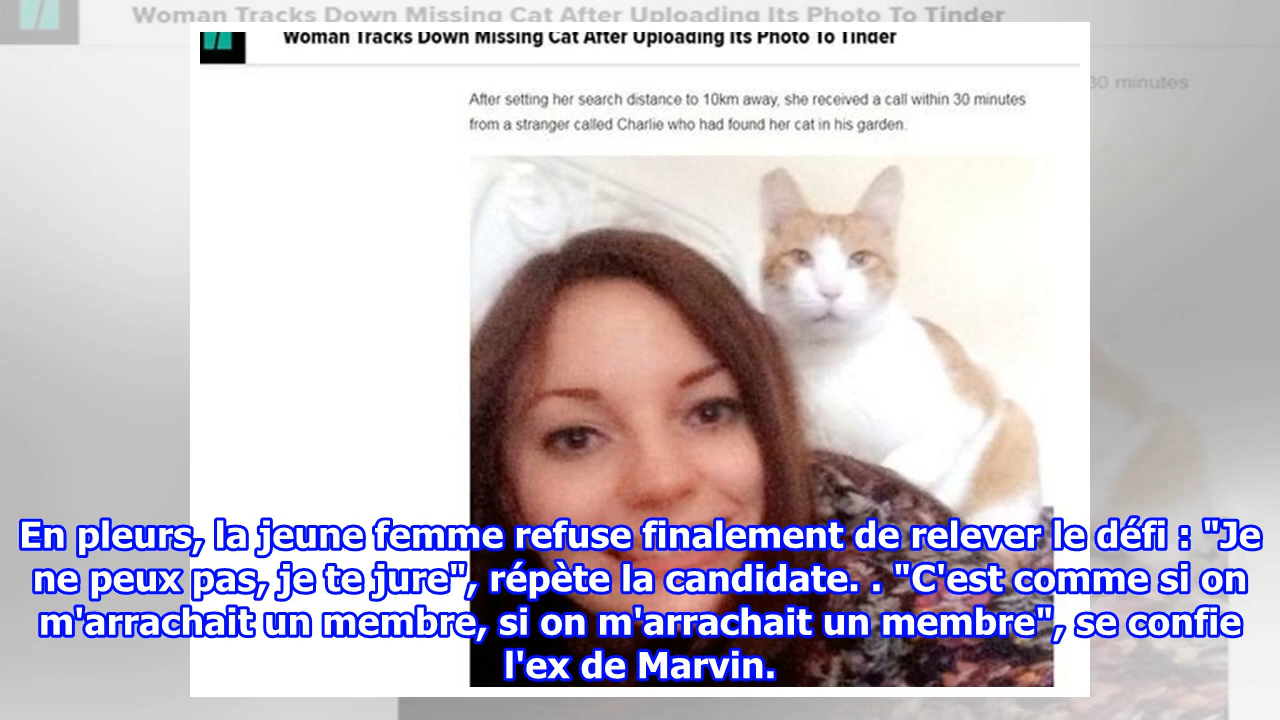 Woman Tracks Down Missing Cat After Uploading Its Photo To Tinder
Woman Tracks Down Missing Cat After Uploading Its Photo To Tinder
30 minutes
After setting her search distance to 10km away, she received a call within 30 minutes
from a stranger called Charlie who had found her cat in his garden.
En pleurs, la jeune femme refuse finalement de relever le défi : "Je
ne peux pas, je te jure", répète la candidate. . "C'est comme si on
m'arrachait un membre, si on m'arrachait un membre", se confie
l'ex de Marvin.